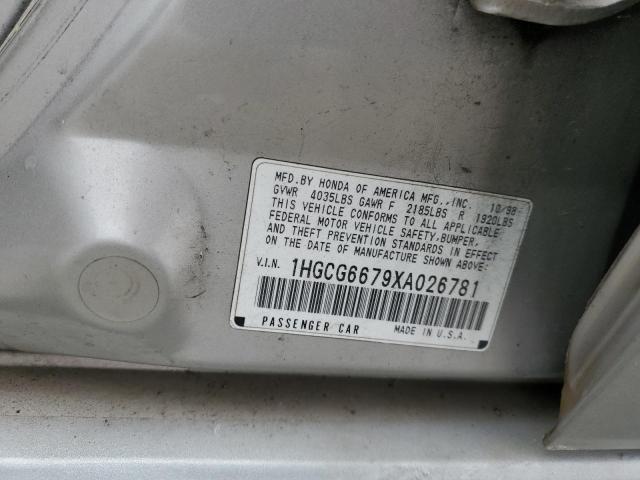 MFD.BY HONDA OF AMERICA MFG.,INC. 10/98
GVWR 4035LBS GAWR F 2185LBS R 1920LBS
THIS VEHICLE CONFORMS TO ALL APPLICABLE
FEDERAL MOTOR VEHICLE SAFETY,BUMPER,
AND THEFT PREVENTION STANDARDS IN EFFECT
ON THE DATE OF MANUFACTURE SHOWN ABOVE:
V.I.N. 1HGCG6679XA026781
PASSENGER CAR MADE IN U.S.A.